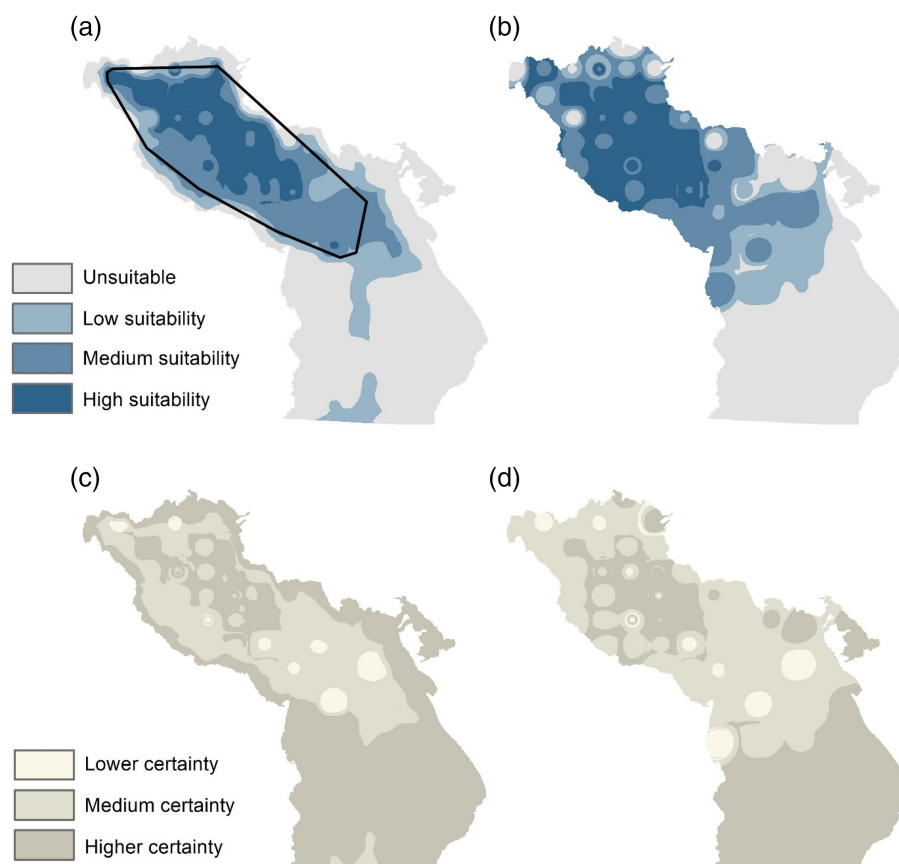 (a)
(b)
Unsuitable
Low suitability
Medium suitability
High suitability
(c)
(d)
Lower certainty
Medium certainty
Higher certainty